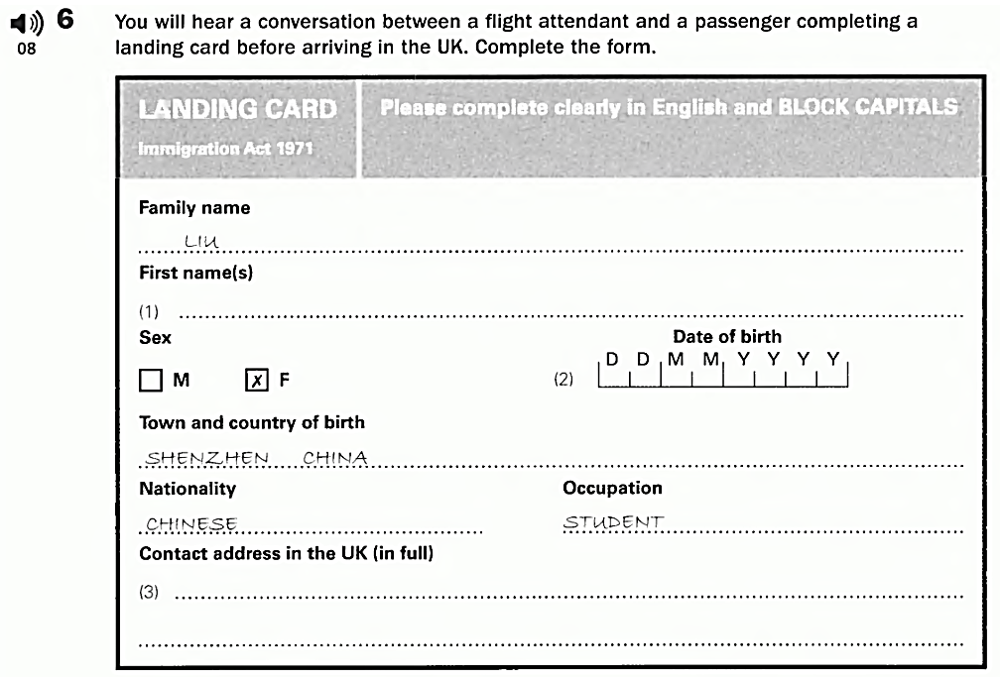 6 You will hear a conversation between a flight attendant and a passenger completing a
08 landing card before arriving in the UK. Complete the form.
LANDING CARD Please complete clearly in English and BLOCK CAPITALS
Immigration Act 1971
Family name
LIU
First name(s)
(1)
Sex Date of birth
D D M M Y Y Y Y
M x F (2)
Town and country of birth
SHENZHEN CHINA
Nationality Occupation
CHINESE STUDENT
Contact address in the UK (in full)
(3)